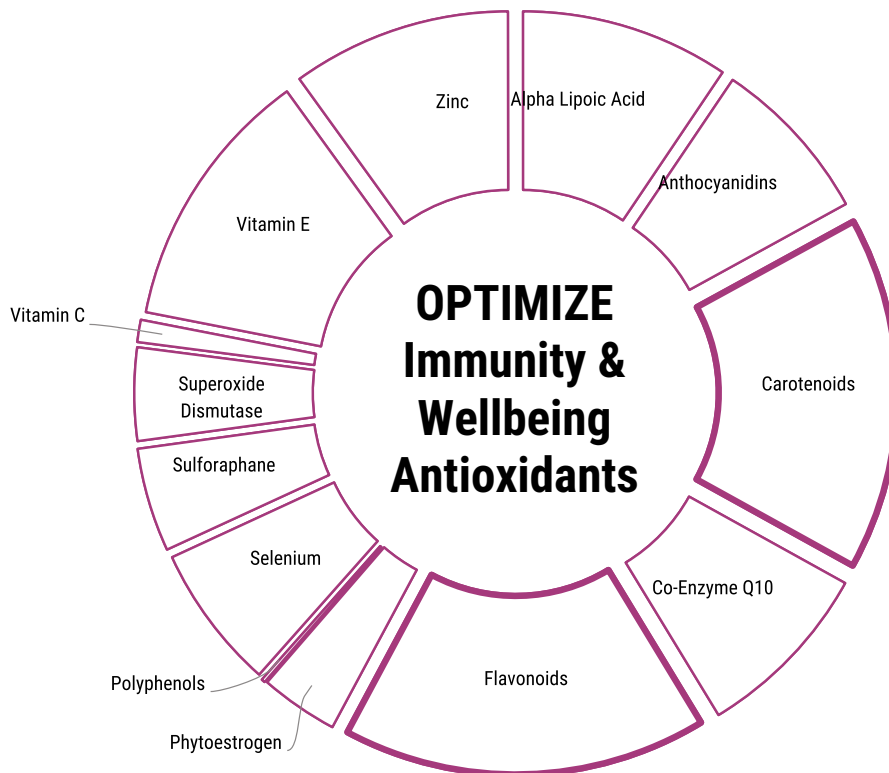 Zinc
Alpha Lipoic Acid
Anthocyanidins
Vitamin E
OPTIMIZE
Immunity &
Wellbeing
Antioxidants
Vitamin C
Superoxide
Dismutase
Carotenoids
Sulforaphane
Selenium
Co-Enzyme Q10
Polyphenols
Flavonoids
Phytoestrogen